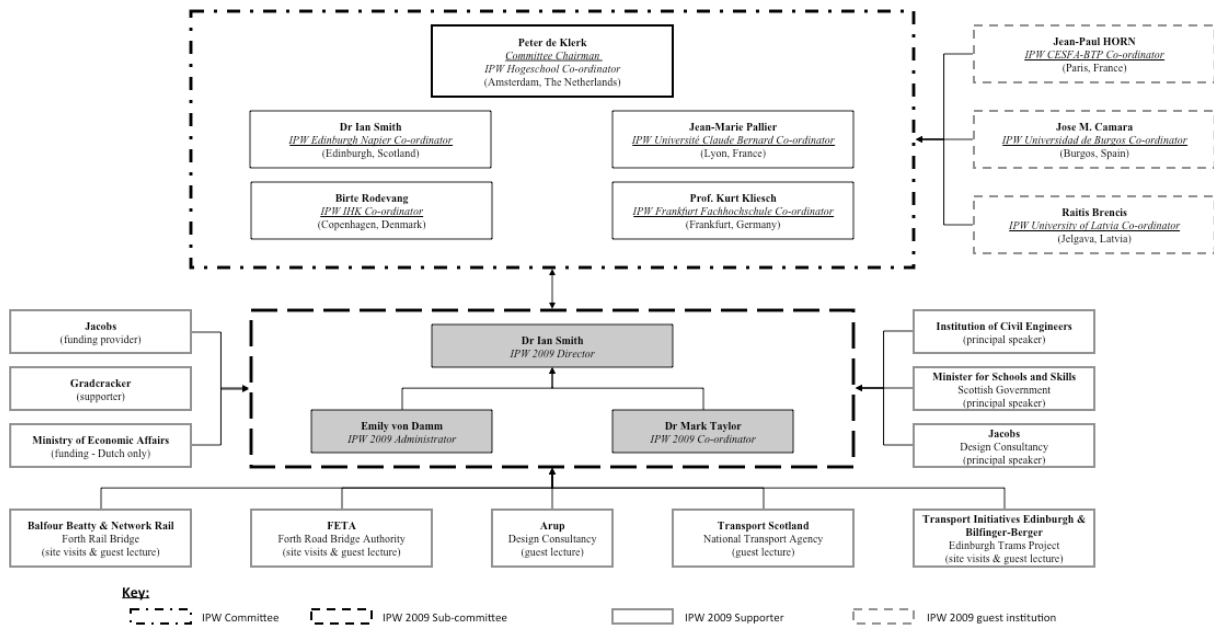 Peter de Klerk
Committee Chairman
IPW Hogeschool Co-ordinator
(Amsterdam, The Netherlands)
Dr Ian Smith
IPW Edinburgh Napier Co-ordinator
(Edinburgh, Scotland)
Jean-Marie Pallier
IPW Université Claude Bernard Co-ordinator
(Lyon, France)
Birte Rodevang
IPW IHK Co-ordinator
(Copenhagen, Denmark)
Prof. Kurt Kliesch
IPW Frankfurt Fachhochschule Co-ordinator
(Frankfurt, Germany)
Jean-Paul HORN
IPW CESFA-BTP Co-ordinator
(Paris, France)
Jose M. Camara
IPW Universidad de Burgos Co-ordinator
(Burgos, Spain)
Raitis Brencis
IPW University of Latvia Co-ordinator
(Jelgava, Latvia)
Jacobs
(funding provider)
Gradcracker
(supporter)
Ministry of Economic Affairs
(funding - Dutch only)
Dr Ian Smith
IPW 2009 Director
Emily von Damm
IPW 2009 Administrator
Dr Mark Taylor
IPW 2009 Co-ordinator
Institution of Civil Engineers
(principal speaker)
Minister for Schools and Skills
Scottish Government
(principal speaker)
Jacobs
Design Consultancy
(principal speaker)
Balfour Beatty & Network Rail
Forth Rail Bridge
(site visits & guest lecture)
FETA
Forth Road Bridge Authority
(site visits & guest lecture)
Arup
Design Consultancy
(guest lecture)
Transport Scotland
National Transport Agency
(guest lecture)
Transport Initiatives Edinburgh &
Bilfinger-Berger
Edinburgh Trams Project
(site visits & guest lecture)
Key:
IPW Committee
IPW 2009 Sub-committee
IPW 2009 Supporter
IPW 2009 guest institution